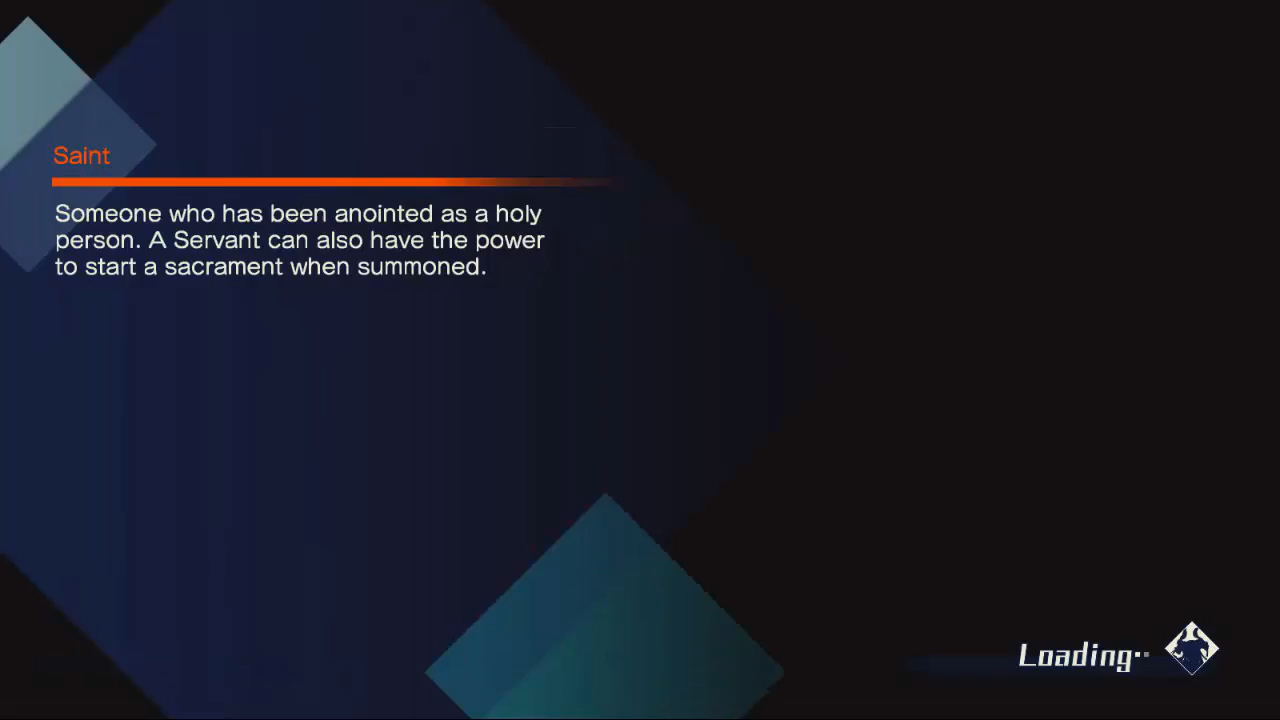 Saint
Someone who has been anointed as a holy
person. A Servant can also have the power
to start a sacrament when summoned.
Loading..